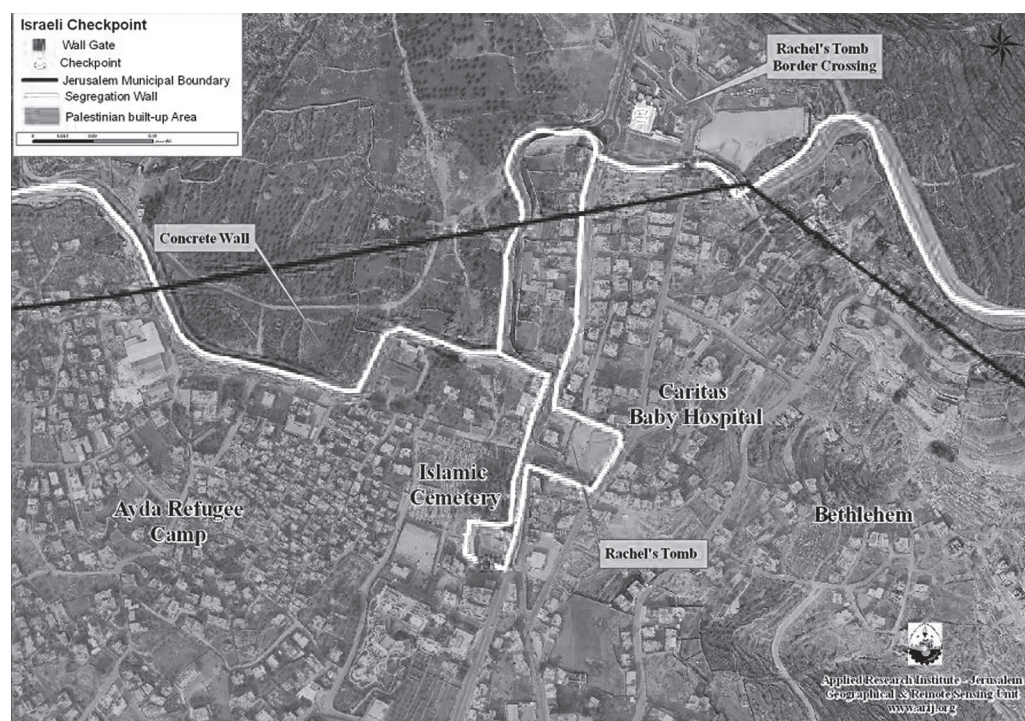 Israeli Checkpoint
Wall Gate
Checkpoint
Jerusalem Municipal Boundary
Segregation Wall
Palestinian built-up Area
Rachel's Tomb
Border Crossing
Concrete Wall
Caritas
Baby Hospital
Islamic
Cemetery
Ayda Refugee
Camp
Bethlehem
Rachel's Tomb
Applied Research Institute - Jerusalem
Geographical & Remote Sensing Unit
www.arij.org